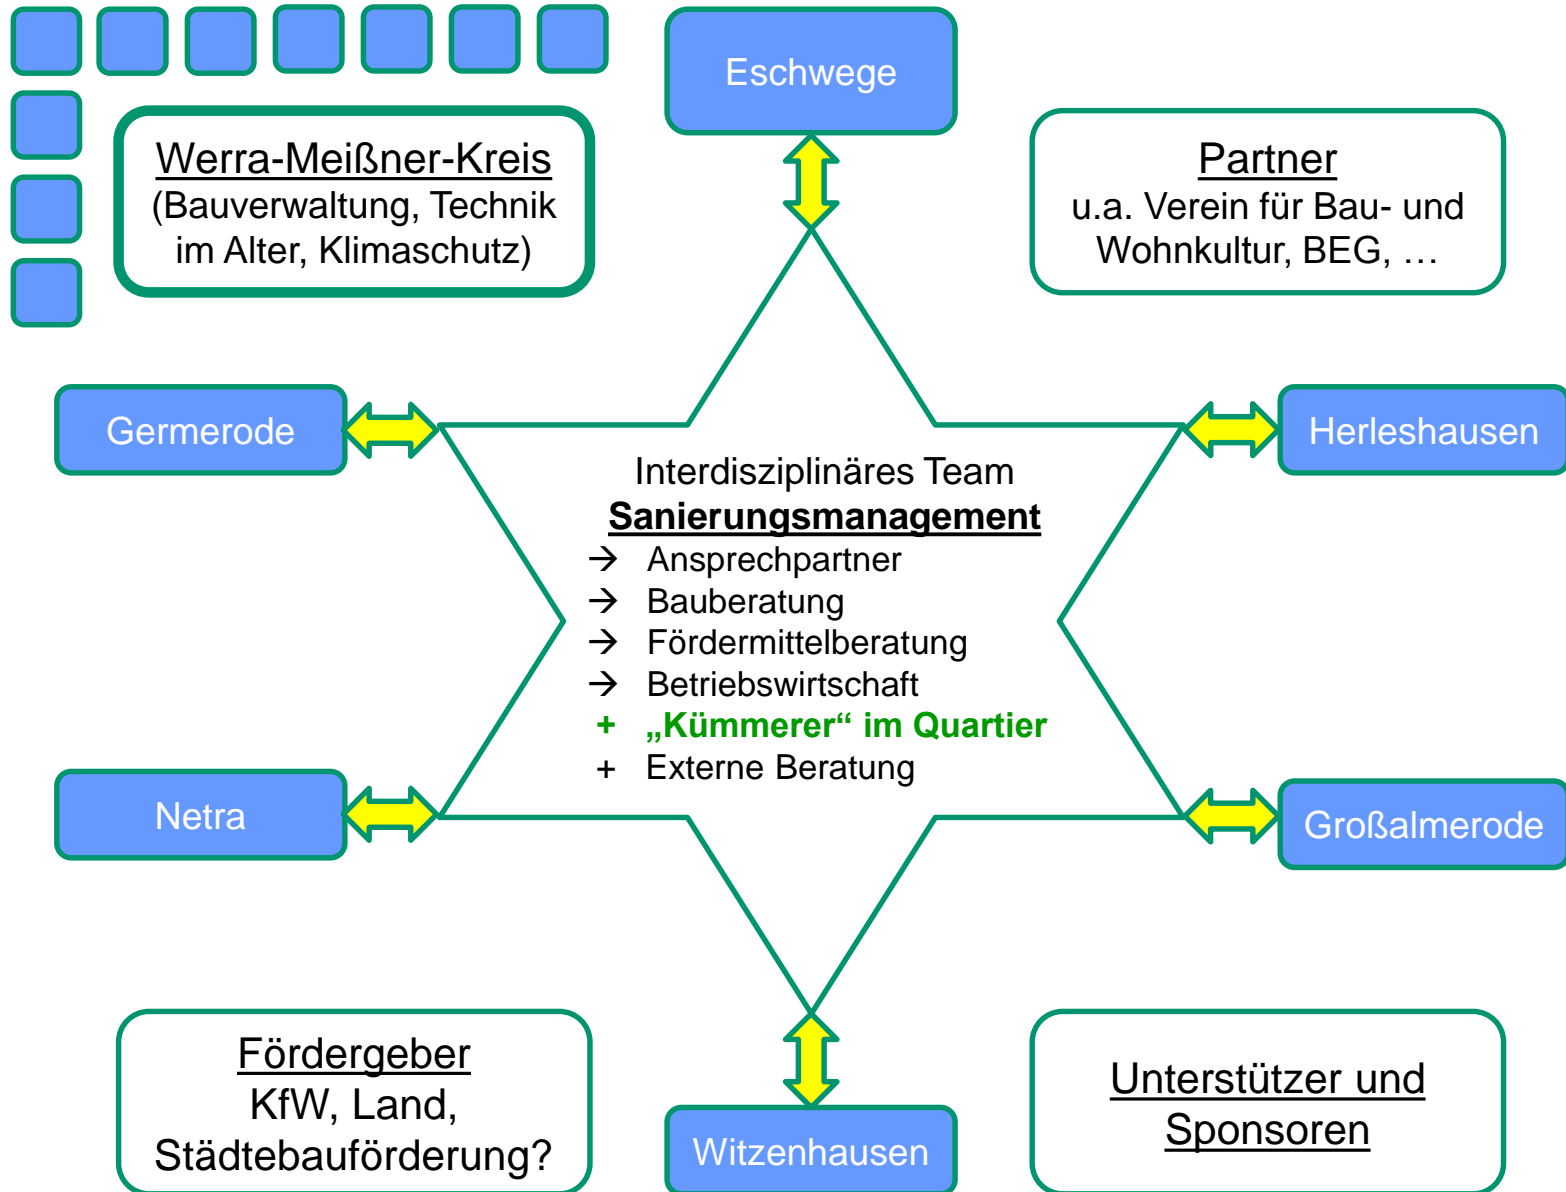 Eschwege
Werra-Meißner-Kreis
(Bauverwaltung, Technik
im Alter, Klimaschutz)
Partner
u.a. Verein für Bau- und
Wohnkultur, BEG, …
Germerode
Herleshausen
Interdisziplinäres Team
Sanierungsmanagement
→ Ansprechpartner
→ Bauberatung
→ Fördermittelberatung
→ Betriebswirtschaft
+ „Kümmerer“ im Quartier
+ Externe Beratung
Netra
Großalmerode
Fördergeber
KfW, Land,
Städtebauförderung?
Witzenhausen
Unterstützer und
Sponsoren